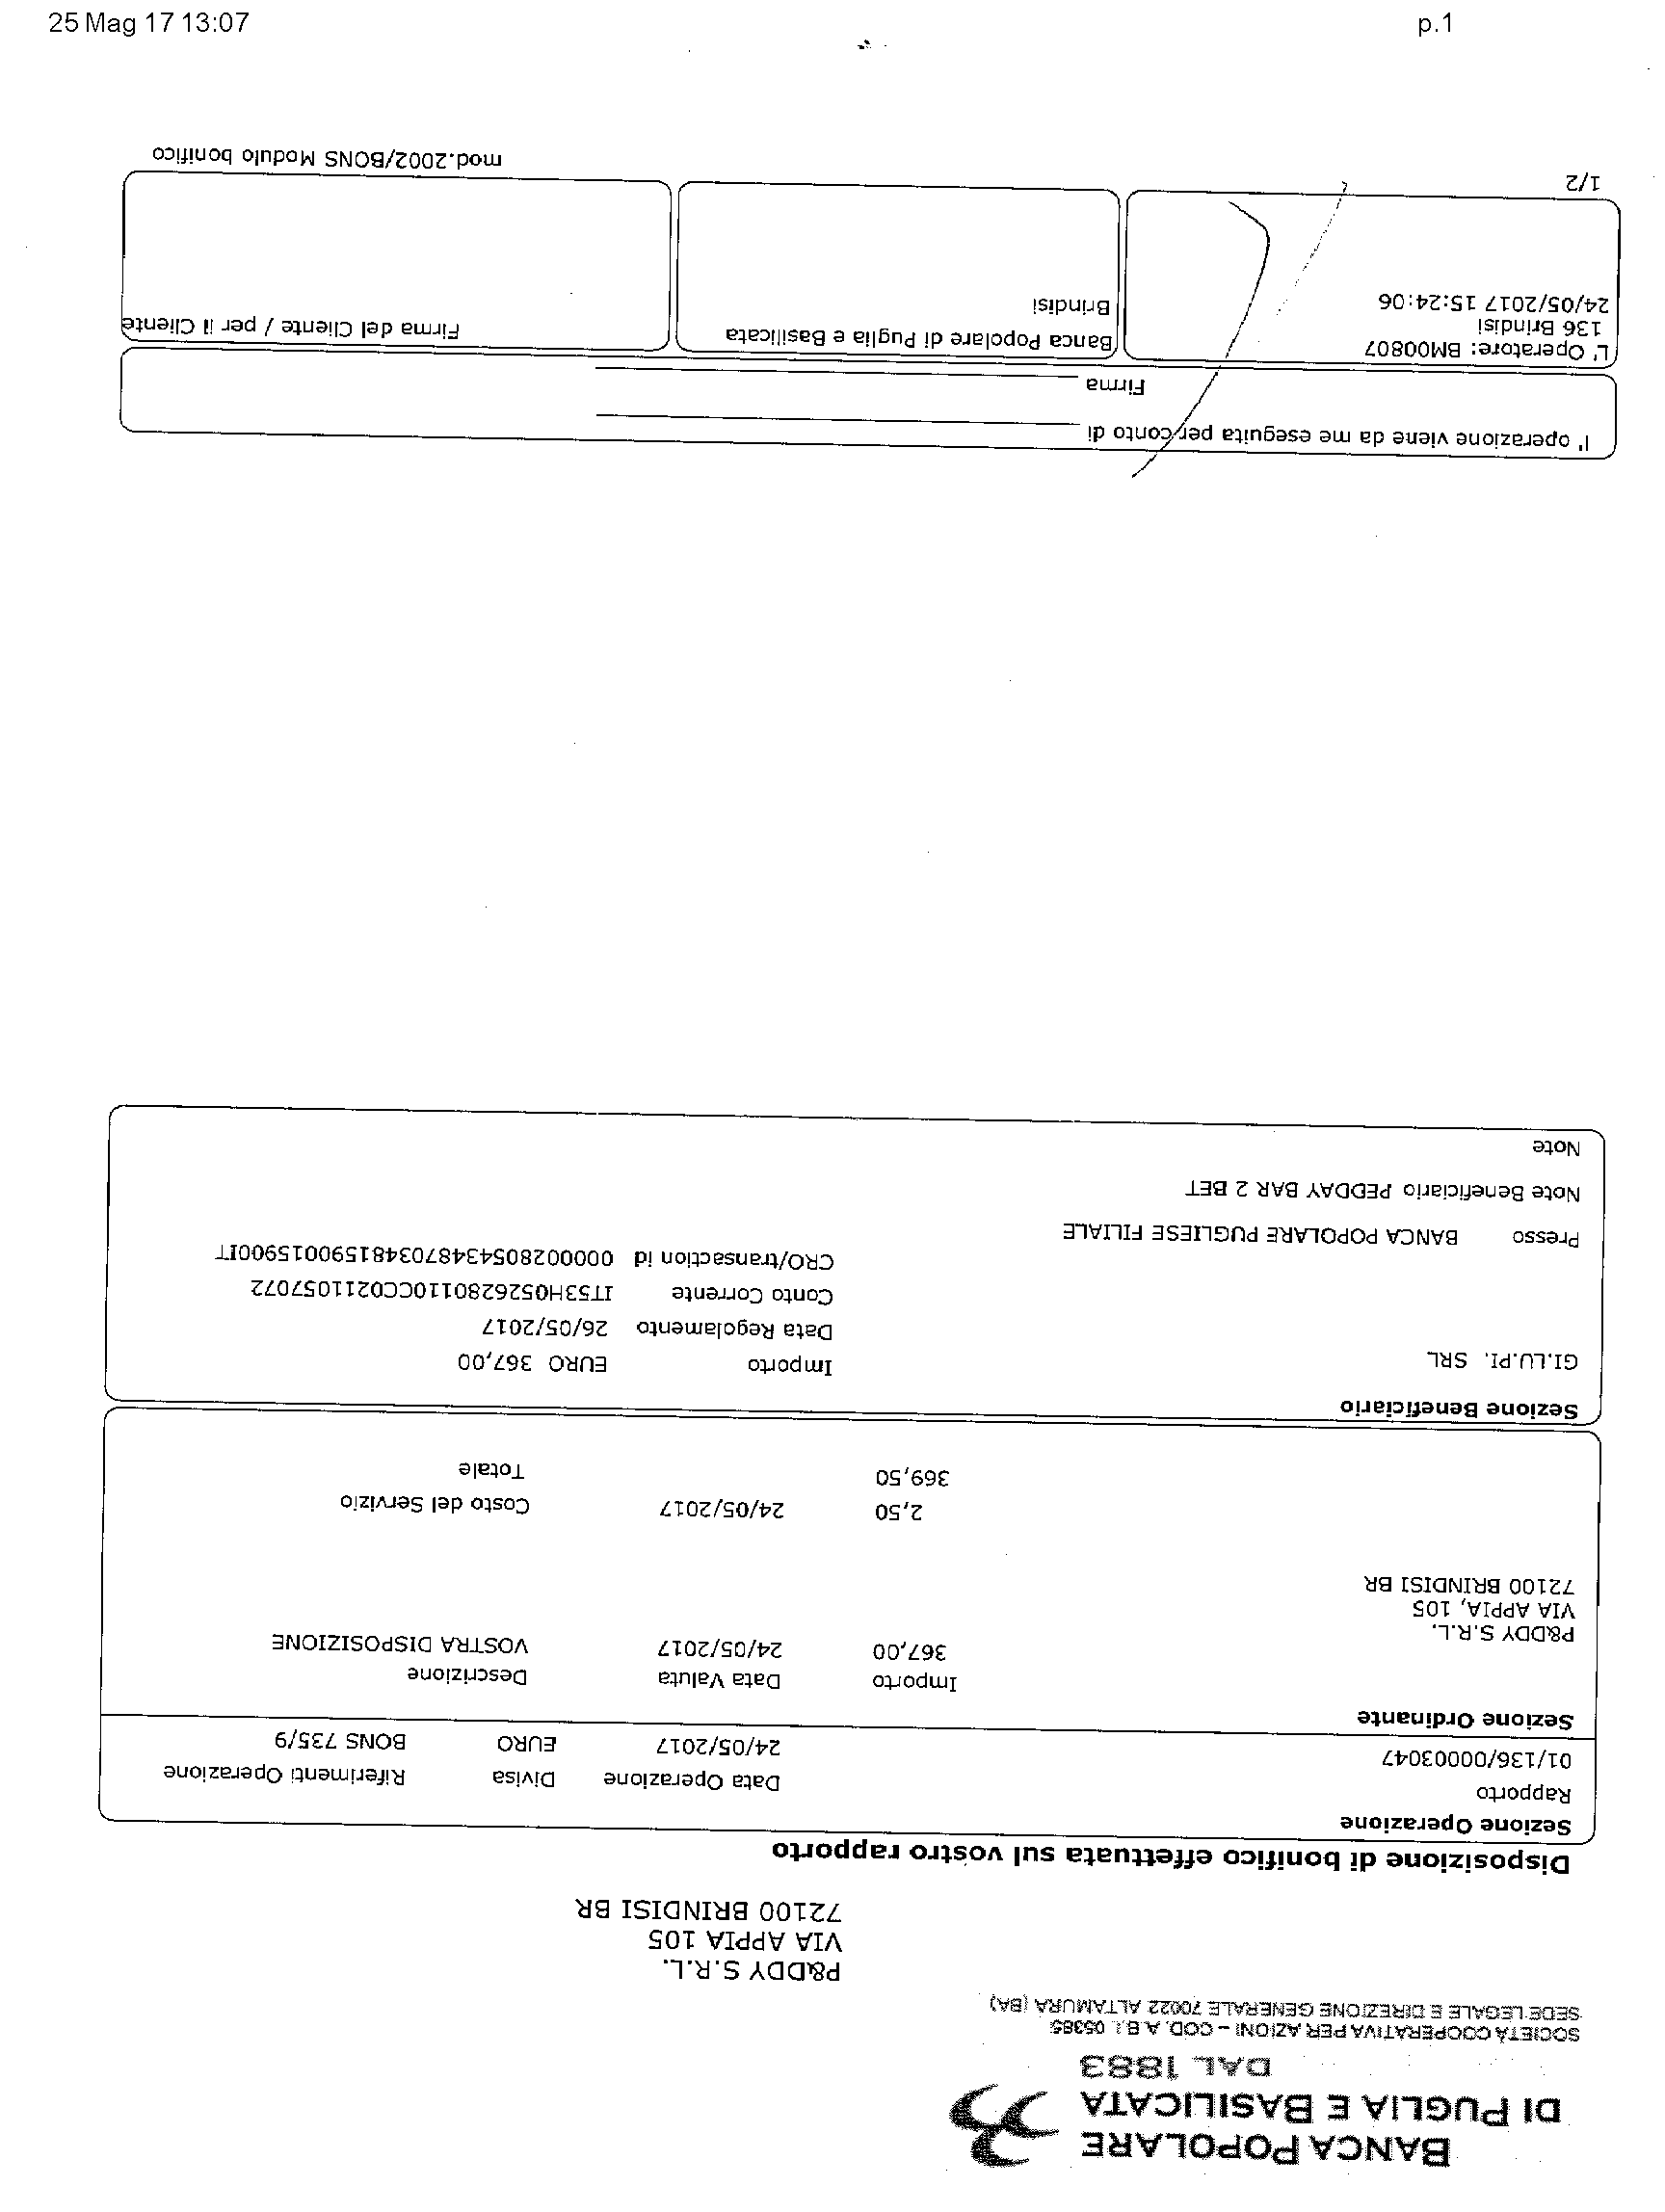 25 Mag 17 13:07
p.1
BANCA POPOLARE
DI PUGLIA E BASILICATA
DAL 1883
SOCIETÀ COOPERATIVA PER AZIONI - COD. A.B.I. 05385
SEDE LEGALE E DIREZIONE GENERALE 70022 ALTAMURA (BA)
P&DDY S.R.L.
VIA APPIA 105
72100 BRINDISI BR
Disposizione di bonifico effettuata sul vostro rapporto
Sezione Operazione
Rapporto Data Operazione Divisa Riferimenti Operazione
01/136/00003047 24/05/2017 EURO BONS 735/9
Sezione Ordinante
Importo Data Valuta Descrizione
P&DDY S.R.L. 367,00 24/05/2017 VOSTRA DISPOSIZIONE
VIA APPIA, 105
72100 BRINDISI BR
2,50 24/05/2017 Costo del Servizio
369,50 Totale
Sezione Beneficiario
GI.LU.PI. SRL Importo EURO 367,00
Data Regolamento 26/05/2017
Conto Corrente IT53H0526280110CC0211057072
CRO/transaction id 0000028054348703481590015900IT
Presso BANCA POPOLARE PUGLIESE FILIALE
Note Beneficiario PEDDAY BAR 2 BET
Note
l' operazione viene da me eseguita per conto di
Firma
L' Operatore: BM00807
136 Brindisi
24/05/2017 15:24:06
Banca Popolare di Puglia e Basilicata
Brindisi
Firma del Cliente / per il Cliente
1/2
mod.2002/BONS Modulo bonifico